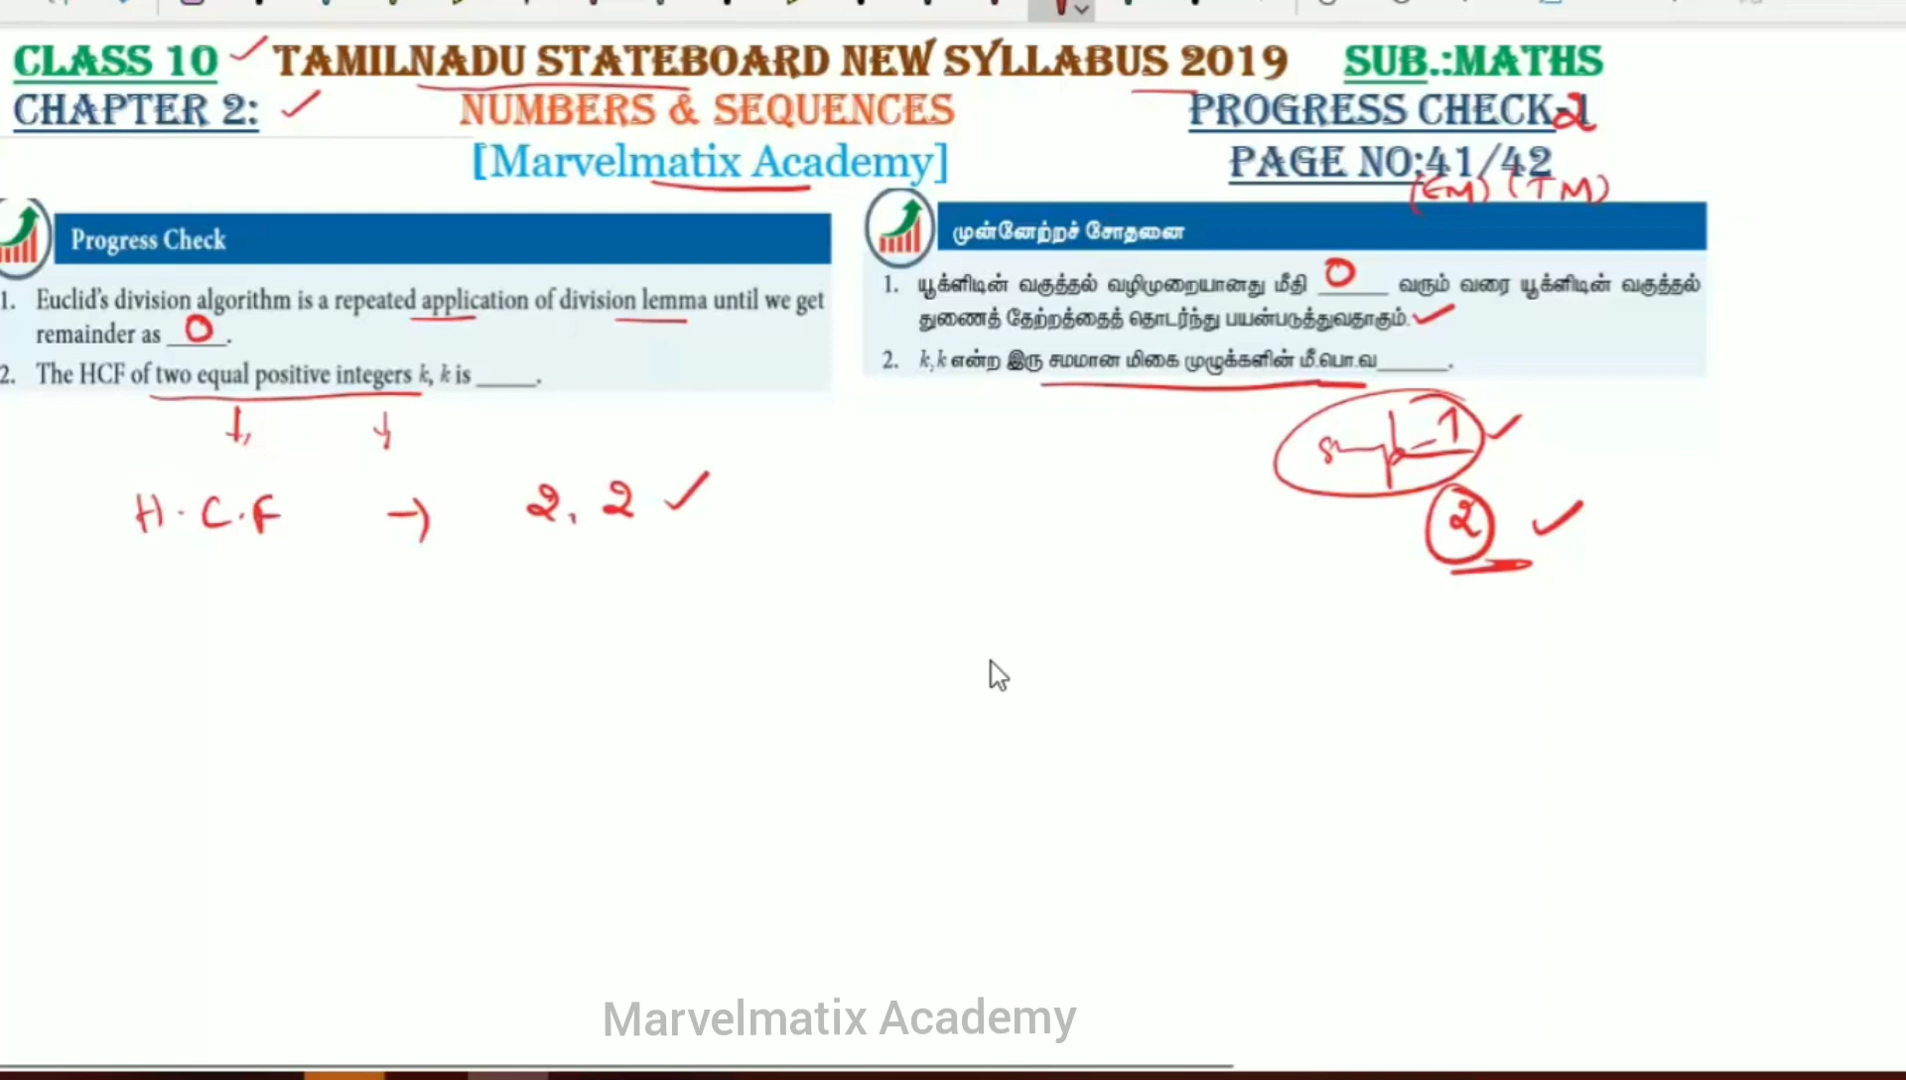 CLASS 10 ✓ TAMILNADU STATEBOARD NEW SYLLABUS 2019 SUB.:MATHS
CHAPTER 2: ✓ NUMBERS & SEQUENCES PROGRESS CHECK-2
[Marvelmatix Academy] PAGE NO:41/42
(EM) (TM)
Progress Check
1. Euclid's division algorithm is a repeated application of division lemma until we get
remainder as 0.
2. The HCF of two equal positive integers k, k is _____.
H.C.F → 2, 2 ✓
முன்னேற்றச் சோதனை
1. யூக்ளிடின் வகுத்தல் வழிமுறையானது மீதி 0 வரும் வரை யூக்ளிடின் வகுத்தல்
துணைத் தேற்றத்தைத் தொடர்ந்து பயன்படுத்துவதாகும். ✓
2. k, k என்ற இரு சமமான மிகை முழுக்களின் மீ.பொ.வ ______.
2 ✓
Marvelmatix Academy